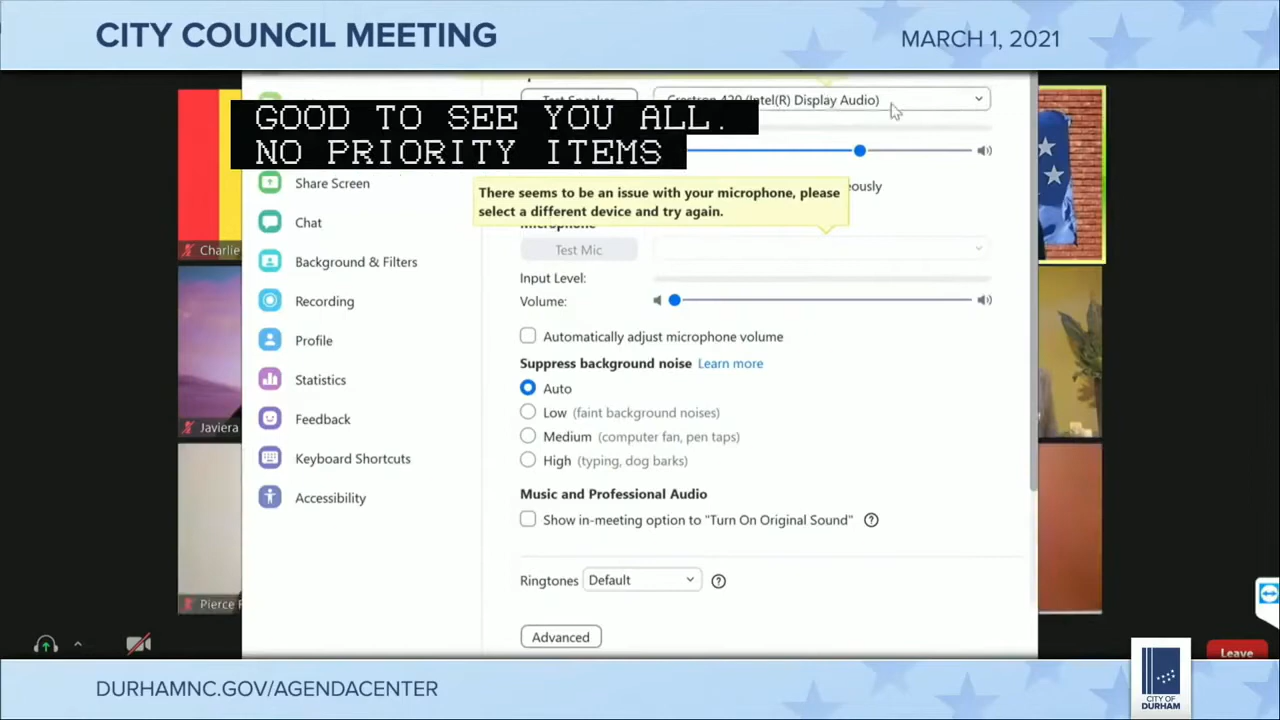 CITY COUNCIL MEETING
MARCH 1, 2021
Crestron 420 (Intel(R) Display Audio)
GOOD TO SEE YOU ALL.
NO PRIORITY ITEMS
Share Screen
There seems to be an issue with your microphone, please
select a different device and try again.
Microphone
Charlie
Chat
Test Mic
Background & Filters
Input Level:
Recording
Volume:
Profile
Automatically adjust microphone volume
Suppress background noise Learn more
Statistics
Auto
Low (faint background noises)
Feedback
Javiera
Medium (computer fan, pen taps)
Keyboard Shortcuts
High (typing, dog barks)
Accessibility
Music and Professional Audio
Show in-meeting option to "Turn On Original Sound"
Ringtones Default
Pierce
Advanced
Leave
DURHAMNC.GOV/AGENDACENTER
CITY OF
DURHAM